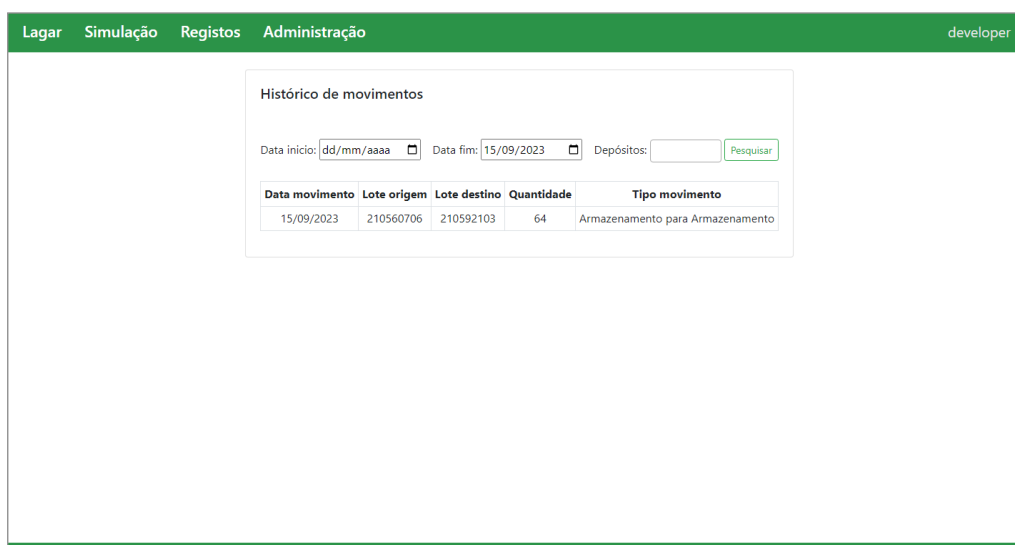 Lagar Simulação Registos Administração developer
Histórico de movimentos
Data inicio: dd/mm/aaaa Data fim: 15/09/2023 Depósitos: Pesquisar
Data movimento Lote origem Lote destino Quantidade Tipo movimento
15/09/2023 210560706 210592103 64 Armazenamento para Armazenamento